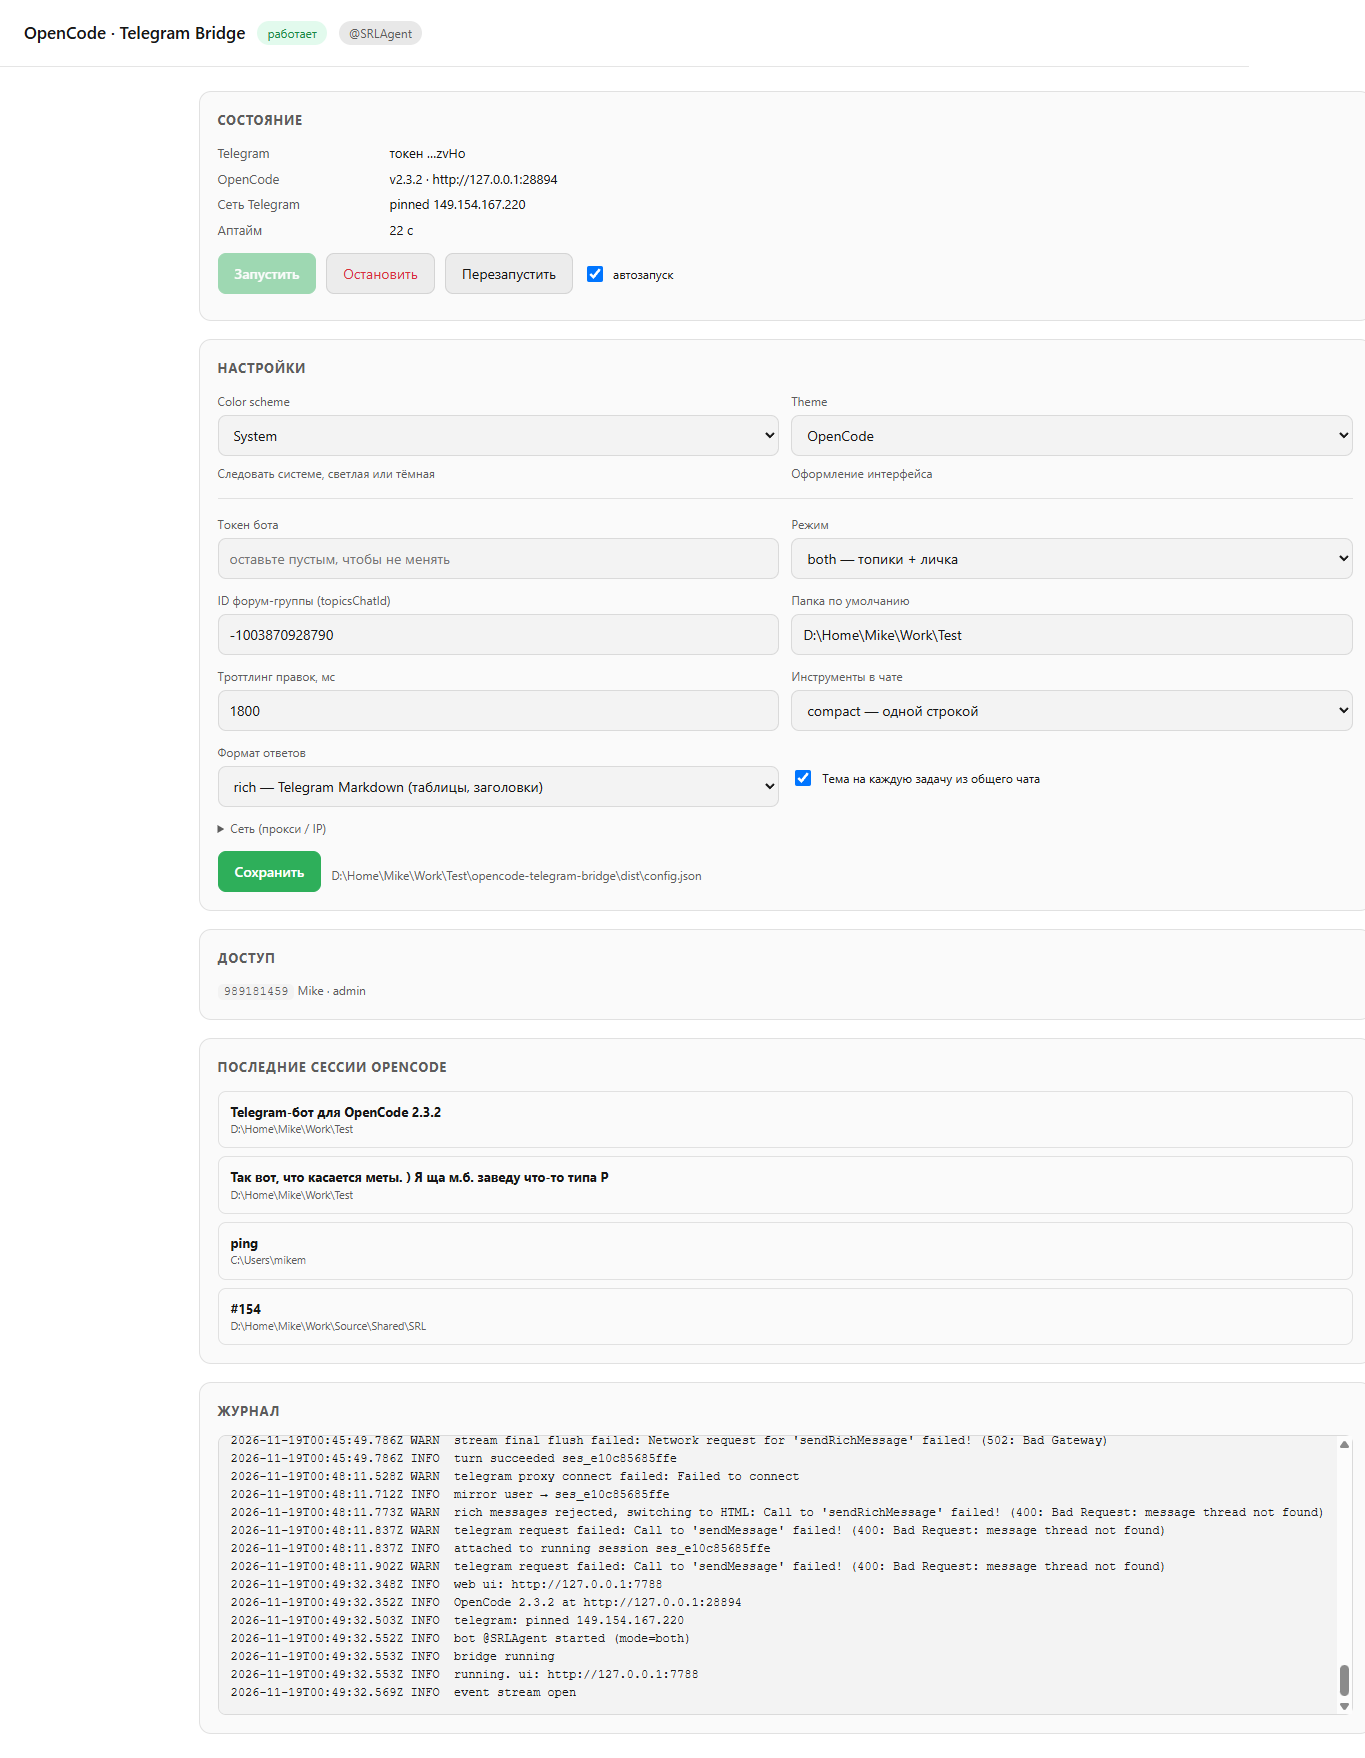 OpenCode · Telegram Bridge работает @SRLAgent
СОСТОЯНИЕ
Telegram токен …zvHo
OpenCode v2.3.2 · http://127.0.0.1:28894
Сеть Telegram pinned 149.154.167.220
Аптайм 22 с
Запустить Остановить Перезапустить автозапуск
НАСТРОЙКИ
Color scheme Theme
System OpenCode
Следовать системе, светлая или тёмная Оформление интерфейса
Токен бота Режим
оставьте пустым, чтобы не менять both — топики + личка
ID форум-группы (topicsChatId) Папка по умолчанию
-1003870928790 D:\Home\Mike\Work\Test
Троттлинг правок, мс Инструменты в чате
1800 compact — одной строкой
Формат ответов
rich — Telegram Markdown (таблицы, заголовки) Тема на каждую задачу из общего чата
Сеть (прокси / IP)
Сохранить D:\Home\Mike\Work\Test\opencode-telegram-bridge\dist\config.json
ДОСТУП
989181459 Mike · admin
ПОСЛЕДНИЕ СЕССИИ OPENCODE
Telegram-бот для OpenCode 2.3.2
D:\Home\Mike\Work\Test
Так вот, что касается меты. ) Я ща м.б. заведу что-то типа P
D:\Home\Mike\Work\Test
ping
C:\Users\mikem
#154
D:\Home\Mike\Work\Source\Shared\SRL
ЖУРНАЛ
2026-11-19T00:45:49.786Z WARN stream final flush failed: Network request for 'sendRichMessage' failed! (502: Bad Gateway)
2026-11-19T00:45:49.786Z INFO turn succeeded ses_e10c85685ffe
2026-11-19T00:48:11.528Z WARN telegram proxy connect failed: Failed to connect
2026-11-19T00:48:11.712Z INFO mirror user → ses_e10c85685ffe
2026-11-19T00:48:11.773Z WARN rich messages rejected, switching to HTML: Call to 'sendRichMessage' failed! (400: Bad Request: message thread not found)
2026-11-19T00:48:11.837Z WARN telegram request failed: Call to 'sendMessage' failed! (400: Bad Request: message thread not found)
2026-11-19T00:48:11.837Z INFO attached to running session ses_e10c85685ffe
2026-11-19T00:48:11.902Z WARN telegram request failed: Call to 'sendMessage' failed! (400: Bad Request: message thread not found)
2026-11-19T00:49:32.348Z INFO web ui: http://127.0.0.1:7788
2026-11-19T00:49:32.352Z INFO OpenCode 2.3.2 at http://127.0.0.1:28894
2026-11-19T00:49:32.503Z INFO telegram: pinned 149.154.167.220
2026-11-19T00:49:32.552Z INFO bot @SRLAgent started (mode=both)
2026-11-19T00:49:32.553Z INFO bridge running
2026-11-19T00:49:32.553Z INFO running. ui: http://127.0.0.1:7788
2026-11-19T00:49:32.569Z INFO event stream open